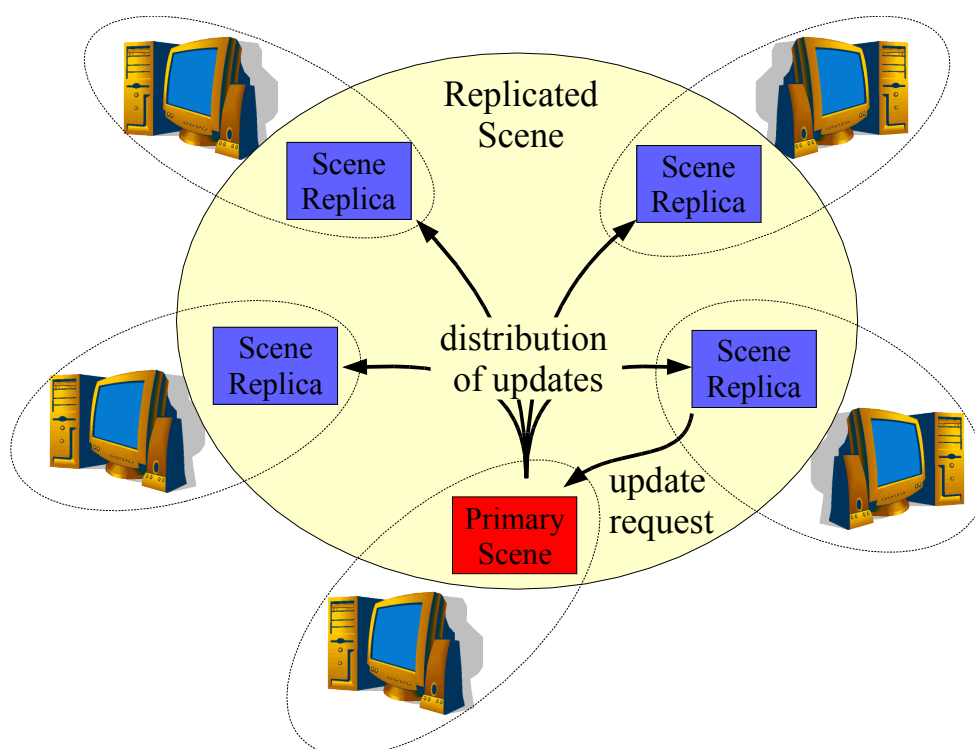 Replicated
Scene
Scene
Replica
Scene
Replica
Scene
Replica
distribution
of updates
Scene
Replica
update
request
Primary
Scene